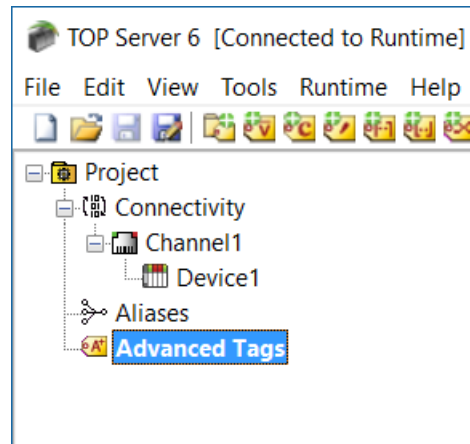 TOP Server 6 [Connected to Runtime]
File Edit View Tools Runtime Help
Project
Connectivity
Channel1
Device1
Aliases
Advanced Tags